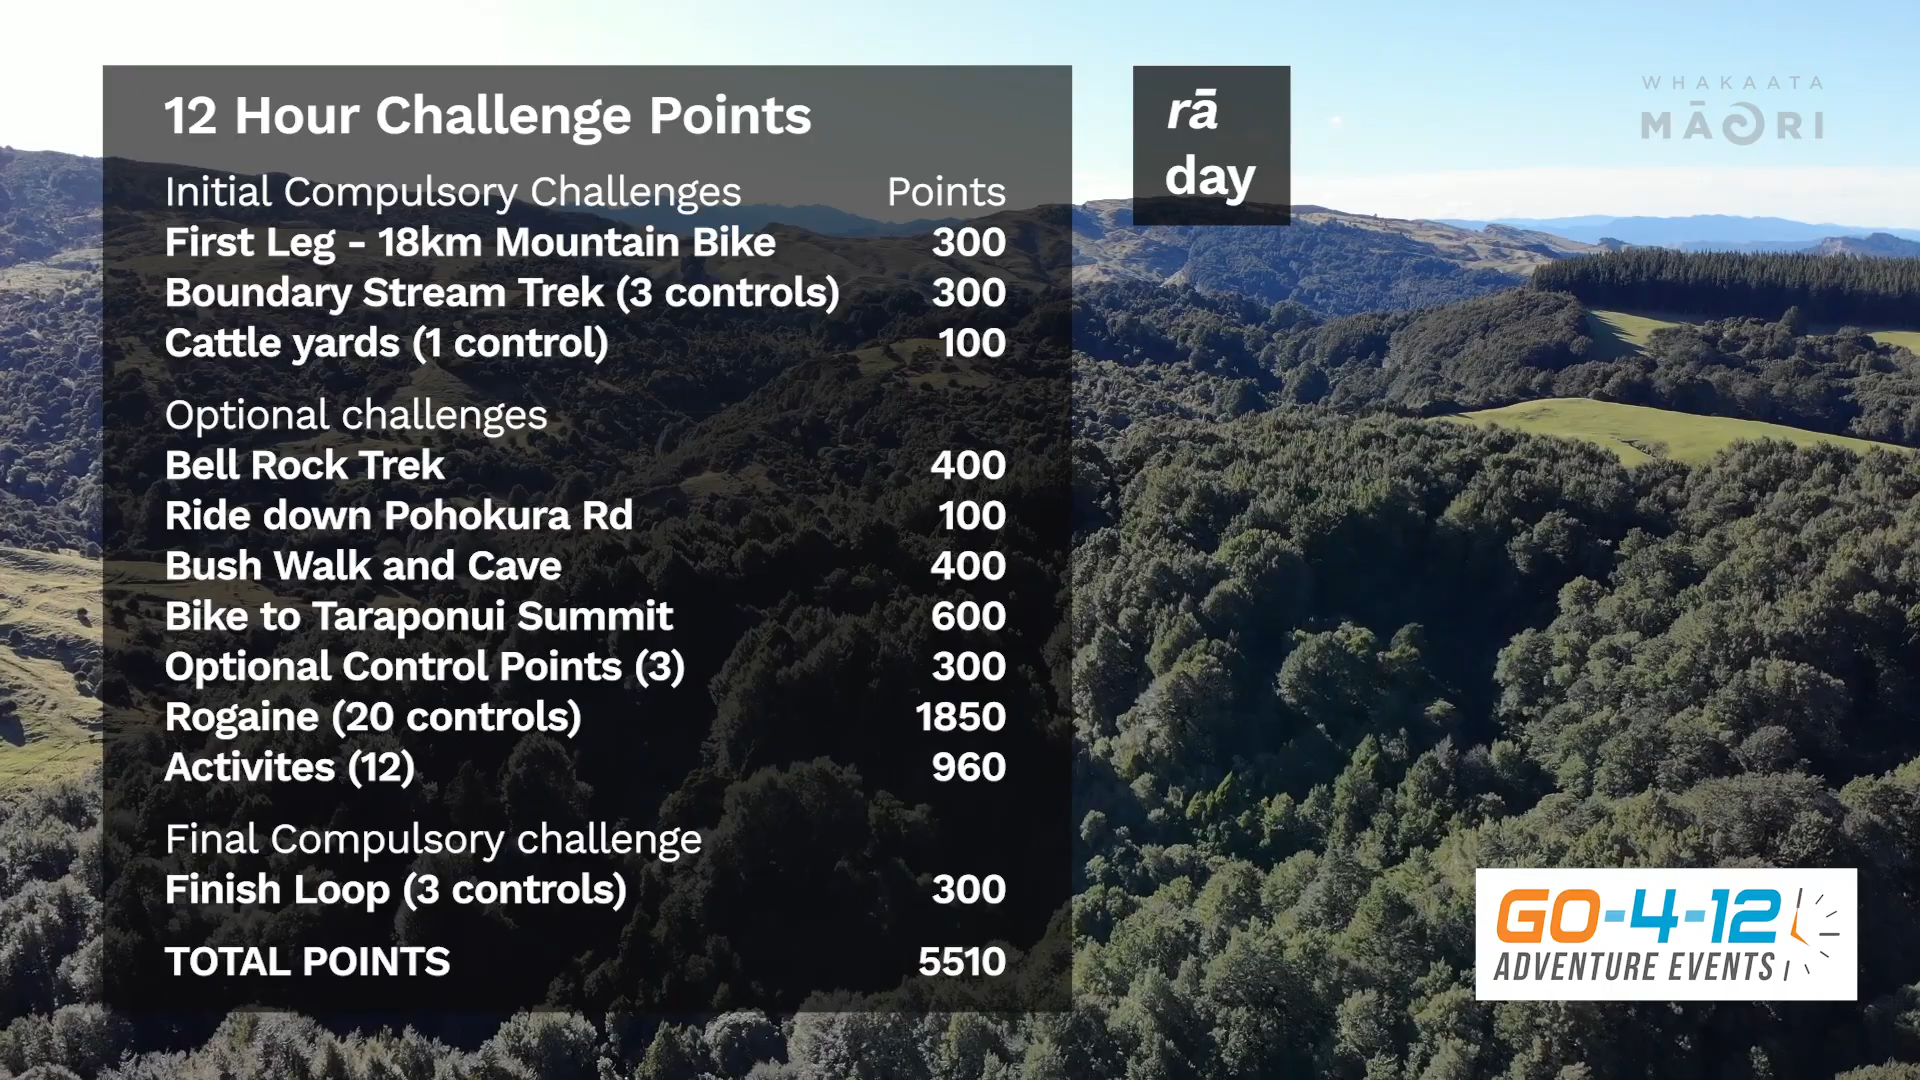 12 Hour Challenge Points
Initial Compulsory Challenges Points
First Leg - 18km Mountain Bike 300
Boundary Stream Trek (3 controls) 300
Cattle yards (1 control) 100
Optional challenges
Bell Rock Trek 400
Ride down Pohokura Rd 100
Bush Walk and Cave 400
Bike to Taraponui Summit 600
Optional Control Points (3) 300
Rogaine (20 controls) 1850
Activites (12) 960
Final Compulsory challenge
Finish Loop (3 controls) 300
TOTAL POINTS 5510
rā
day
WHAKAATA
MĀORI
GO-4-12
ADVENTURE EVENTS